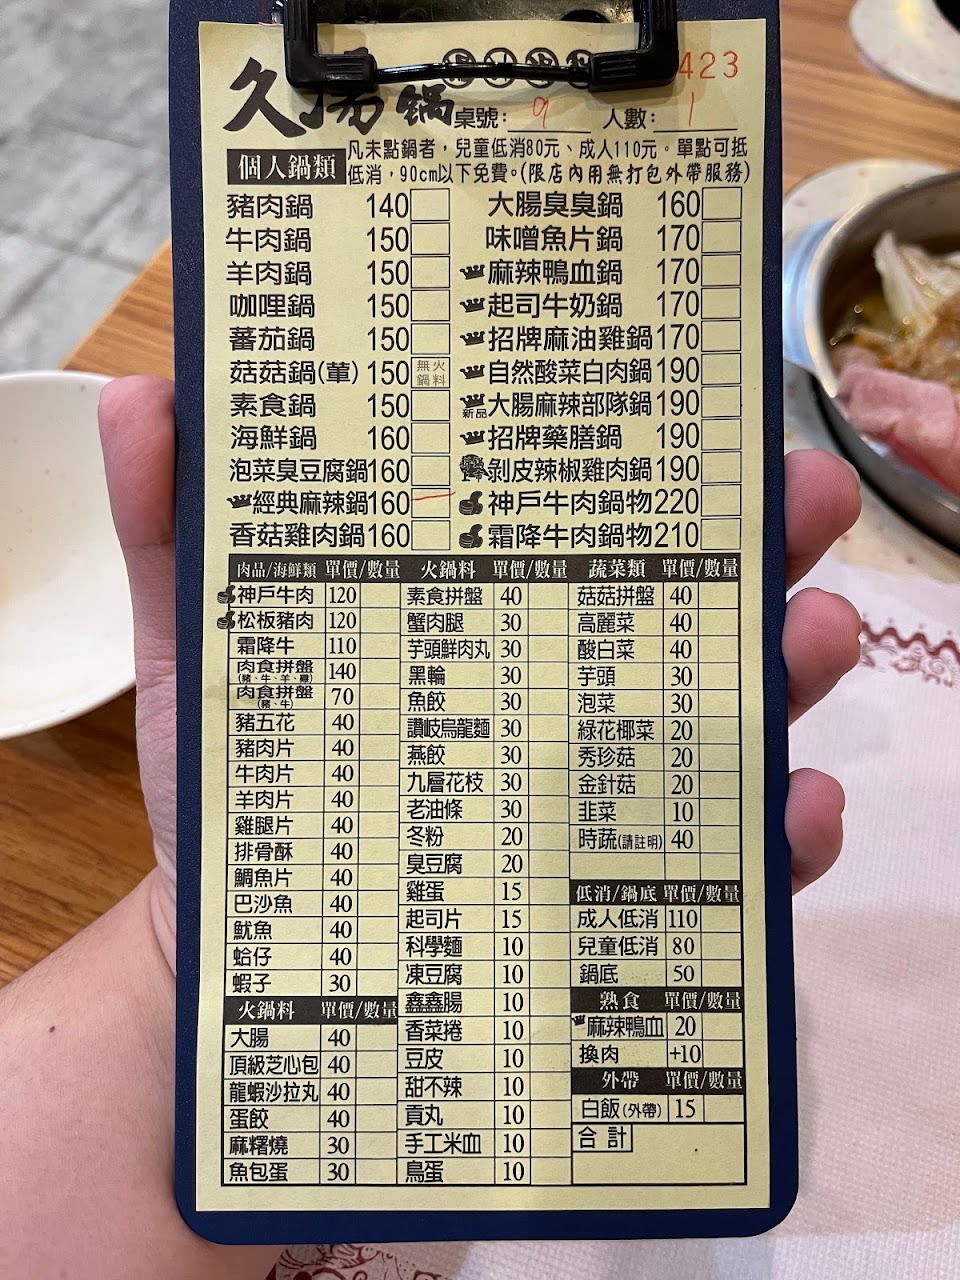 423
久揚鍋 桌號: 9 人數: 1
個人鍋類 凡未點鍋者，兒童低消80元、成人110元。單點可抵
低消，90cm以下免費。(限店內用無打包外帶服務)
豬肉鍋 140
牛肉鍋 150
羊肉鍋 150
咖哩鍋 150
蕃茄鍋 150
菇菇鍋(葷) 150 無火鍋料
素食鍋 150
海鮮鍋 160
泡菜臭豆腐鍋 160
經典麻辣鍋 160
香菇雞肉鍋 160
大腸臭臭鍋 160
味噌魚片鍋 170
麻辣鴨血鍋 170
起司牛奶鍋 170
招牌麻油雞鍋 170
自然酸菜白肉鍋 190
新品 大腸麻辣部隊鍋 190
招牌藥膳鍋 190
剝皮辣椒雞肉鍋 190
神戶牛肉鍋物 220
霜降牛肉鍋物 210
肉品/海鮮類 單價/數量
神戶牛肉 120
松板豬肉 120
霜降牛 110
肉食拼盤 (豬、牛、羊、雞) 140
肉食拼盤 (豬、牛) 70
豬五花 40
豬肉片 40
牛肉片 40
羊肉片 40
雞腿片 40
排骨酥 40
鯛魚片 40
巴沙魚 40
魷魚 40
蛤仔 40
蝦子 30
火鍋料 單價/數量
大腸 40
頂級芝心包 40
龍蝦沙拉丸 40
蛋餃 40
麻糬燒 30
魚包蛋 30
火鍋料 單價/數量
素食拼盤 40
蟹肉腿 30
芋頭鮮肉丸 30
黑輪 30
魚餃 30
讚岐烏龍麵 30
燕餃 30
九層花枝 30
老油條 30
冬粉 20
臭豆腐 20
雞蛋 15
起司片 15
科學麵 10
凍豆腐 10
鑫鑫腸 10
香菜捲 10
豆皮 10
甜不辣 10
貢丸 10
手工米血 10
鳥蛋 10
蔬菜類 單價/數量
菇菇拼盤 40
高麗菜 40
酸白菜 40
芋頭 30
泡菜 30
綠花椰菜 20
秀珍菇 20
金針菇 20
韭菜 10
時蔬(請註明) 40
低消/鍋底 單價/數量
成人低消 110
兒童低消 80
鍋底 50
熟食 單價/數量
麻辣鴨血 20
換肉 +10
外帶 單價/數量
白飯(外帶) 15
合計